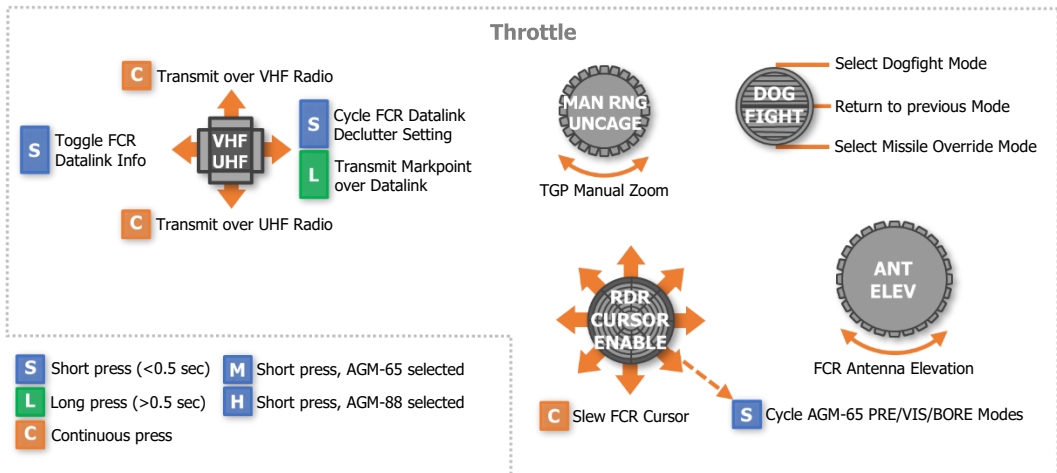 Throttle
C Transmit over VHF Radio
S Toggle FCR
Datalink Info
VHF
UHF
S Cycle FCR Datalink
Declutter Setting
L Transmit Markpoint
over Datalink
C Transmit over UHF Radio
MAN RNG
UNCAGE
TGP Manual Zoom
DOG
FIGHT
Select Dogfight Mode
Return to previous Mode
Select Missile Override Mode
RDR
CURSOR
ENABLE
C Slew FCR Cursor
S Cycle AGM-65 PRE/VIS/BORE Modes
ANT
ELEV
FCR Antenna Elevation
S Short press (<0.5 sec)
L Long press (>0.5 sec)
C Continuous press
M Short press, AGM-65 selected
H Short press, AGM-88 selected